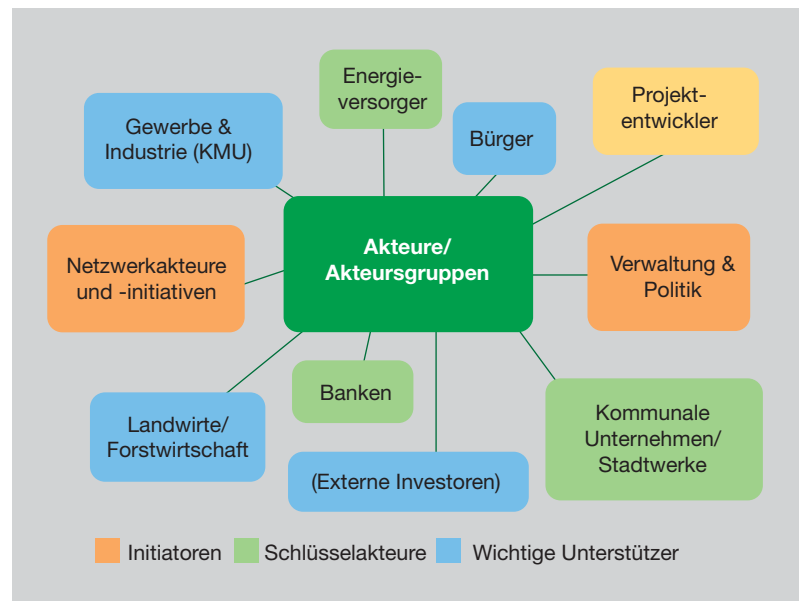 Energie-
versorger
Projekt-
entwickler
Gewerbe &
Industrie (KMU)
Bürger
Akteure/
Akteursgruppen
Netzwerkakteure
und -initiativen
Verwaltung &
Politik
Banken
Landwirte/
Forstwirtschaft
Kommunale
Unternehmen/
Stadtwerke
(Externe Investoren)
Initiatoren
Schlüsselakteure
Wichtige Unterstützer